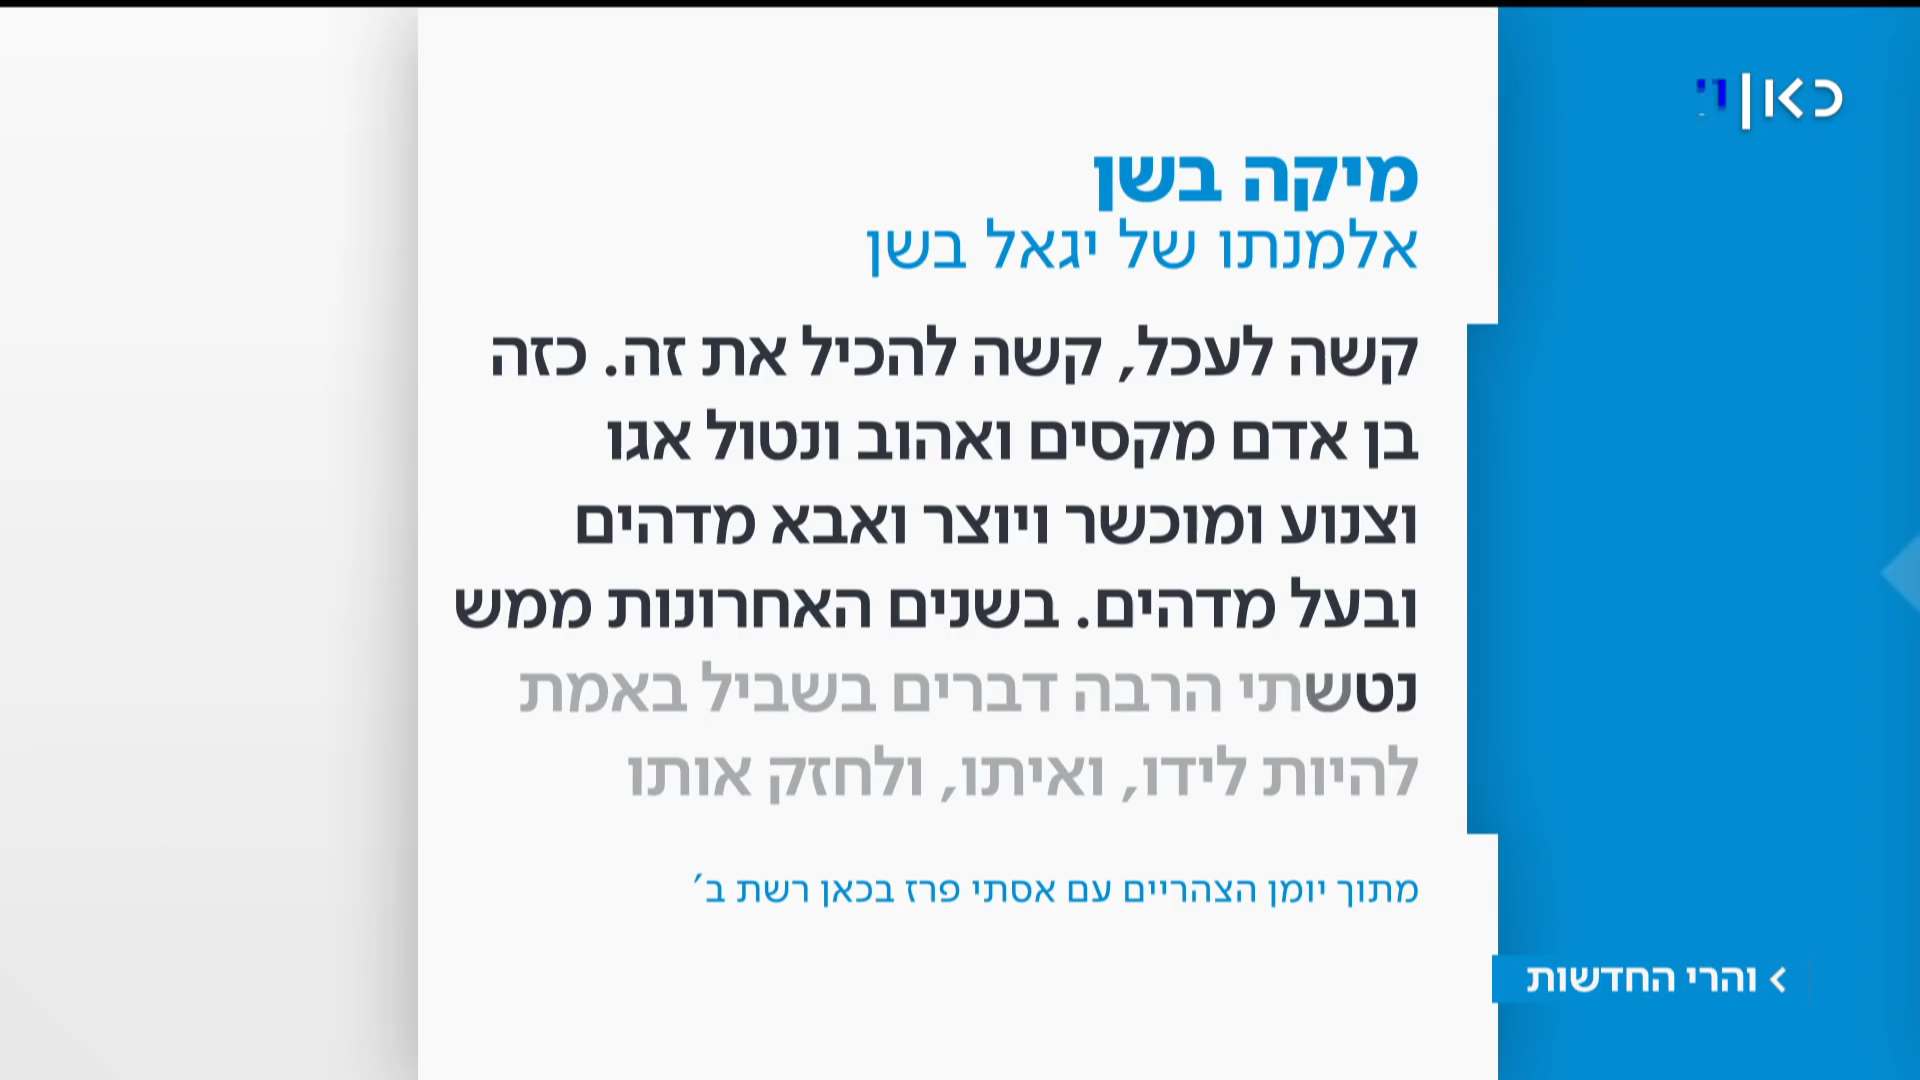 כאן
מיקה בשן
אלמנתו של יגאל בשן
קשה לעכל, קשה להכיל את זה. כזה
בן אדם מקסים ואהוב ונטול אגו
וצנוע ומוכשר ויוצר ואבא מדהים
ובעל מדהים. בשנים האחרונות ממש
נטשתי הרבה דברים בשביל באמת
להיות לידו, ואיתו, ולחזק אותו
מתוך יומן הצהריים עם אסתי פרז בכאן רשת ב׳
והרי החדשות